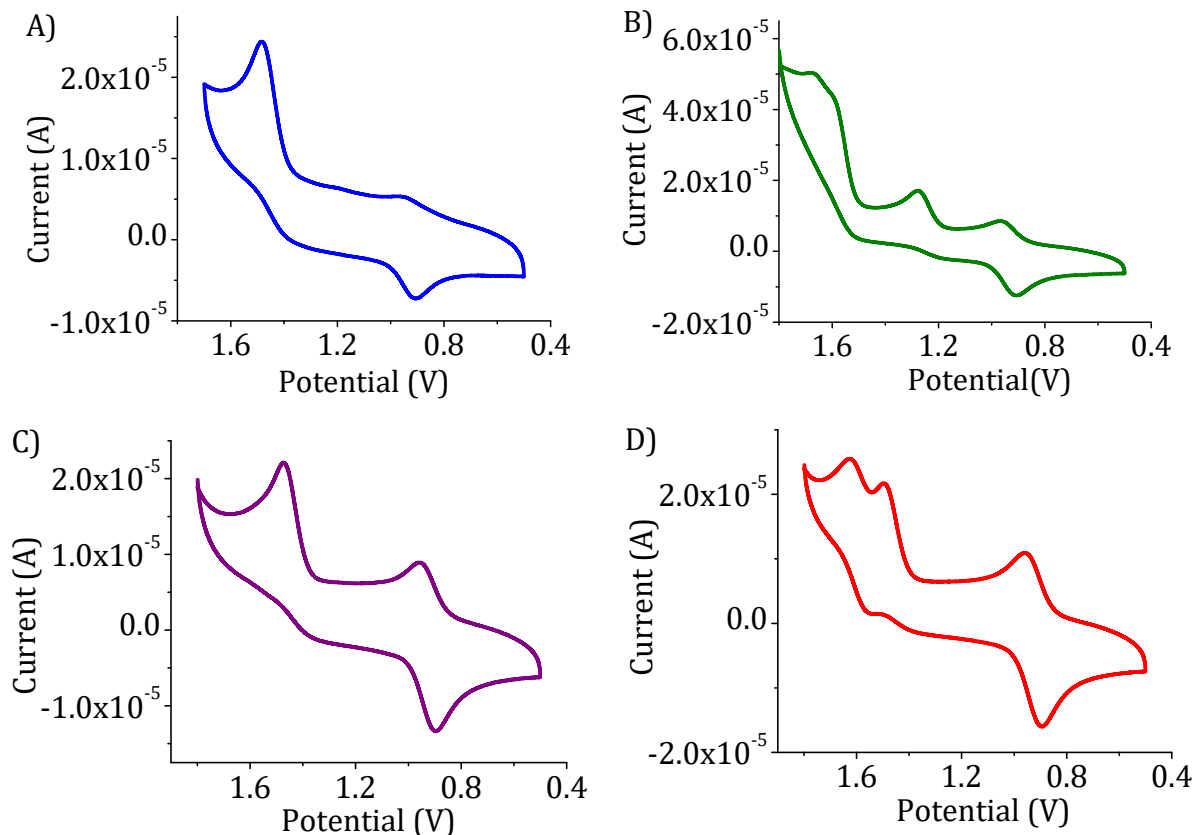 A)
2.0x10-5
1.0x10-5
0.0
-1.0x10-5
Current (A)
1.6 1.2 0.8 0.4
Potential (V)
B)
6.0x10-5
4.0x10-5
2.0x10-5
0.0
-2.0x10-5
Current (A)
1.6 1.2 0.8 0.4
Potential(V)
C)
2.0x10-5
1.0x10-5
0.0
-1.0x10-5
Current (A)
1.6 1.2 0.8 0.4
Potential (V)
D)
2.0x10-5
0.0
-2.0x10-5
Current (A)
1.6 1.2 0.8 0.4
Potential (V)